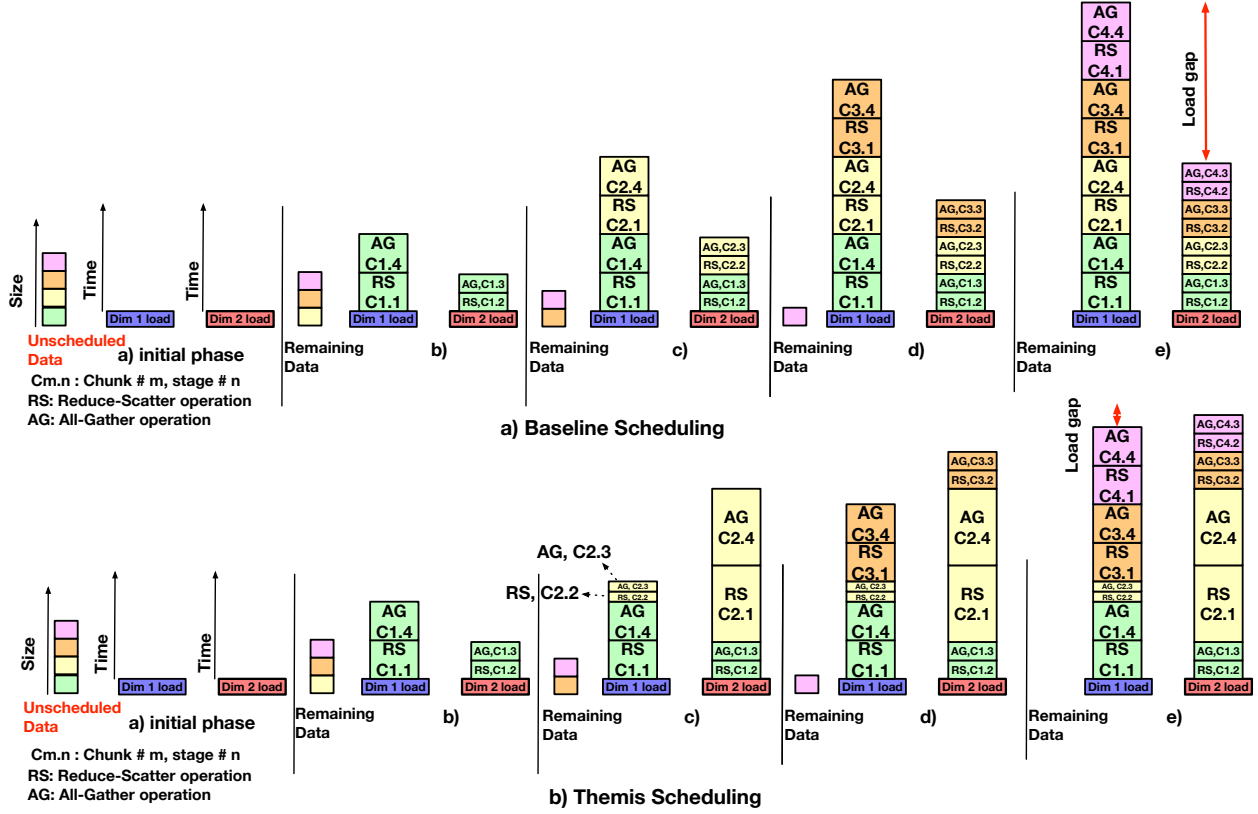 AG
C4.4
RS
C4.1
AG
C3.4
RS
C3.1
AG
C2.4
RS
C2.1
AG
C1.4
RS
C1.1
Dim 1 load
Load gap
AG,C4.3
RS,C4.2
AG,C3.3
RS,C3.2
AG,C2.3
RS,C2.2
AG,C1.3
RS,C1.2
Dim 2 load
e)
AG
C3.4
RS
C3.1
AG
C2.4
RS
C2.1
AG
C1.4
RS
C1.1
Dim 1 load
AG,C3.3
RS,C3.2
AG,C2.3
RS,C2.2
AG,C1.3
RS,C1.2
Dim 2 load
Remaining
Data
d)
AG
C2.4
RS
C2.1
AG
C1.4
RS
C1.1
Dim 1 load
AG,C2.3
RS,C2.2
AG,C1.3
RS,C1.2
Dim 2 load
Remaining
Data
c)
AG
C1.4
RS
C1.1
Dim 1 load
AG,C1.3
RS,C1.2
Dim 2 load
Remaining
Data
b)
Remaining
Data
Size
Time
Time
Dim 1 load
Dim 2 load
Unscheduled
Data
a) initial phase
Cm.n : Chunk # m, stage # n
RS: Reduce-Scatter operation
AG: All-Gather operation
a) Baseline Scheduling
Size
Time
Time
Dim 1 load
Dim 2 load
Unscheduled
Data
a) initial phase
Cm.n : Chunk # m, stage # n
RS: Reduce-Scatter operation
AG: All-Gather operation
AG
C1.4
RS
C1.1
Dim 1 load
AG,C1.3
RS,C1.2
Dim 2 load
Remaining
Data
b)
AG, C2.3
RS, C2.2
AG, C2.3
RS, C2.2
AG
C1.4
RS
C1.1
Dim 1 load
AG
C2.4
RS
C2.1
AG,C1.3
RS,C1.2
Dim 2 load
Remaining
Data
c)
AG
C3.4
RS
C3.1
AG, C2.3
RS, C2.2
AG
C1.4
RS
C1.1
Dim 1 load
AG,C3.3
RS,C3.2
AG
C2.4
RS
C2.1
AG,C1.3
RS,C1.2
Dim 2 load
Remaining
Data
d)
Load gap
AG
C4.4
RS
C4.1
AG
C3.4
RS
C3.1
AG, C2.3
RS, C2.2
AG
C1.4
RS
C1.1
Dim 1 load
AG,C4.3
RS,C4.2
AG,C3.3
RS,C3.2
AG
C2.4
RS
C2.1
AG,C1.3
RS,C1.2
Dim 2 load
Remaining
Data
e)
b) Themis Scheduling